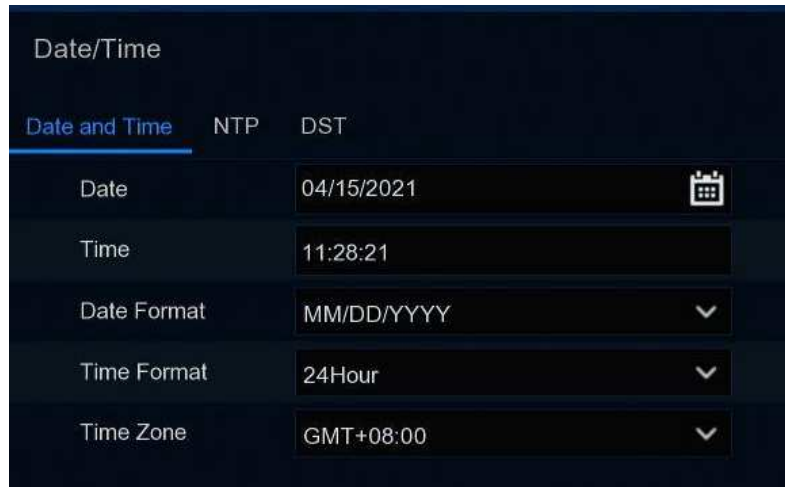 Date/Time
Date and Time NTP DST
Date 04/15/2021
Time 11:28:21
Date Format MM/DD/YYYY
Time Format 24Hour
Time Zone GMT+08:00